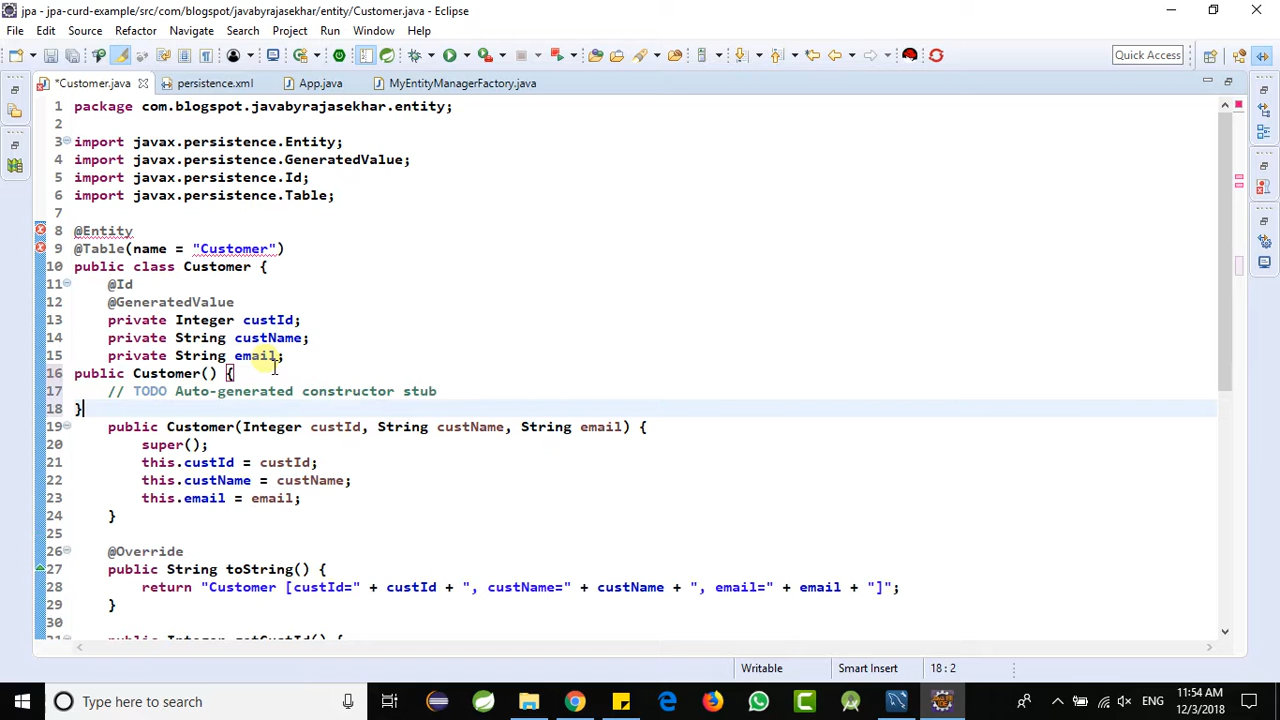 jpa - jpa-curd-example/src/com/blogspot/javabyrajasekhar/entity/Customer.java - Eclipse
File Edit Source Refactor Navigate Search Project Run Window Help
Quick Access
*Customer.java persistence.xml App.java MyEntityManagerFactory.java
1 package com.blogspot.javabyrajasekhar.entity;
2
3 import javax.persistence.Entity;
4 import javax.persistence.GeneratedValue;
5 import javax.persistence.Id;
6 import javax.persistence.Table;
7
8 @Entity
9 @Table(name = "Customer")
10 public class Customer {
11 @Id
12 @GeneratedValue
13 private Integer custId;
14 private String custName;
15 private String email;
16 public Customer() {
17 // TODO Auto-generated constructor stub
18 }
19 public Customer(Integer custId, String custName, String email) {
20 super();
21 this.custId = custId;
22 this.custName = custName;
23 this.email = email;
24 }
25
26 @Override
27 public String toString() {
28 return "Customer [custId=" + custId + ", custName=" + custName + ", email=" + email + "]";
29 }
30
31 public Integer getCustId() {
Writable Smart Insert 18 : 2
Type here to search
ENG
11:54 AM
12/3/2018